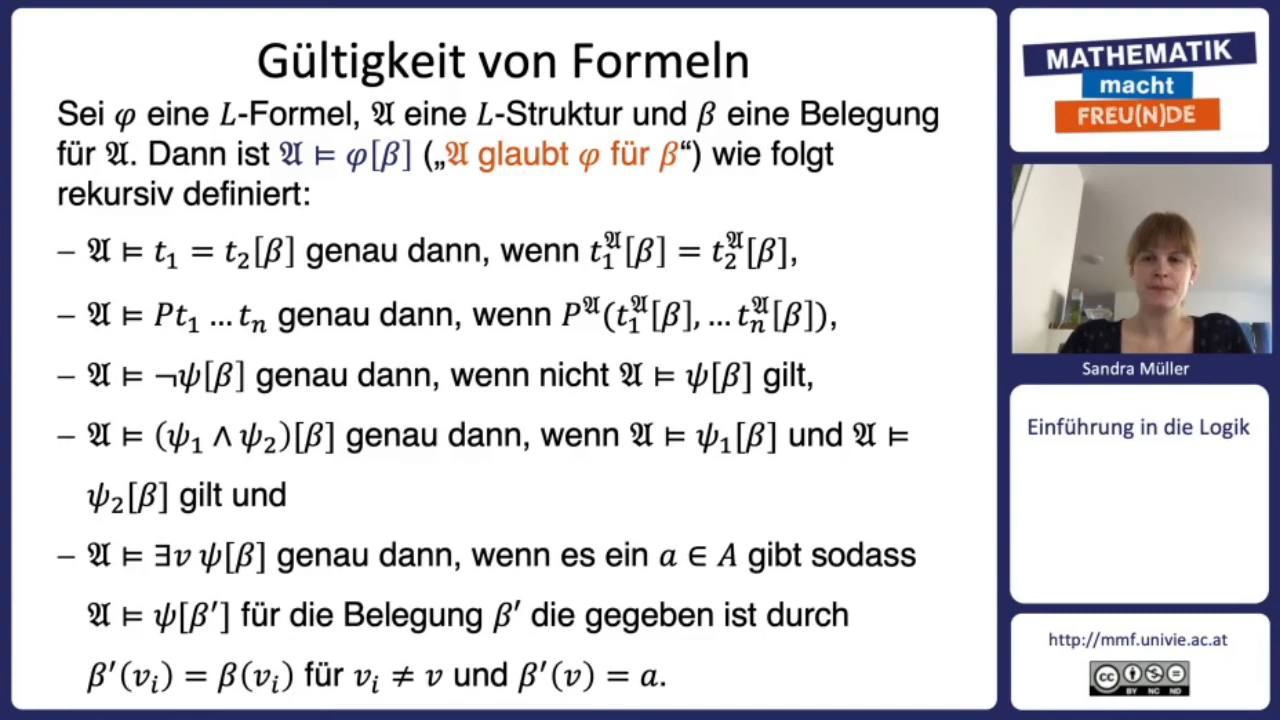 Gültigkeit von Formeln
Sei φ eine L-Formel, 𝔄 eine L-Struktur und β eine Belegung
für 𝔄. Dann ist 𝔄 ⊨ φ[β] („𝔄 glaubt φ für β“) wie folgt
rekursiv definiert:
– 𝔄 ⊨ t₁ = t₂[β] genau dann, wenn t₁^𝔄[β] = t₂^𝔄[β],
– 𝔄 ⊨ Pt₁ … tₙ genau dann, wenn P^𝔄(t₁^𝔄[β], … tₙ^𝔄[β]),
– 𝔄 ⊨ ¬ψ[β] genau dann, wenn nicht 𝔄 ⊨ ψ[β] gilt,
– 𝔄 ⊨ (ψ₁ ∧ ψ₂)[β] genau dann, wenn 𝔄 ⊨ ψ₁[β] und 𝔄 ⊨
ψ₂[β] gilt und
– 𝔄 ⊨ ∃v ψ[β] genau dann, wenn es ein a ∈ A gibt sodass
𝔄 ⊨ ψ[β′] für die Belegung β′ die gegeben ist durch
β′(vᵢ) = β(vᵢ) für vᵢ ≠ v und β′(v) = a.
MATHEMATIK
macht
FREU(N)DE
Sandra Müller
Einführung in die Logik
http://mmf.univie.ac.at
cc
BY NC ND